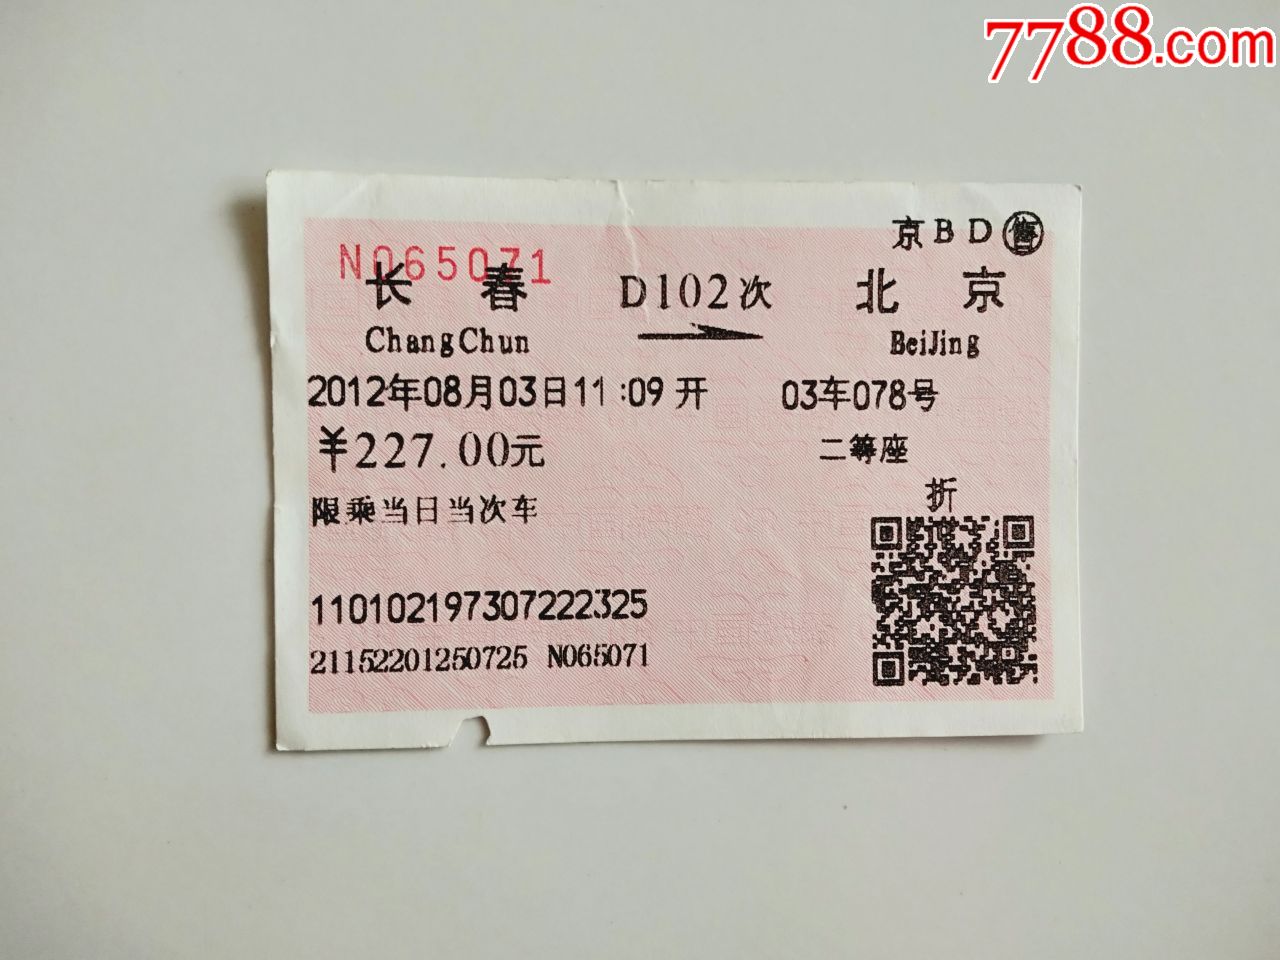 7788.com
京BD售
N065071
长春 D102次 北京
ChangChun BeiJing
2012年08月03日11:09开 03车078号
¥227.00元 二等座
折
限乘当日当次车
110102197307222325
21152201250725 N065071